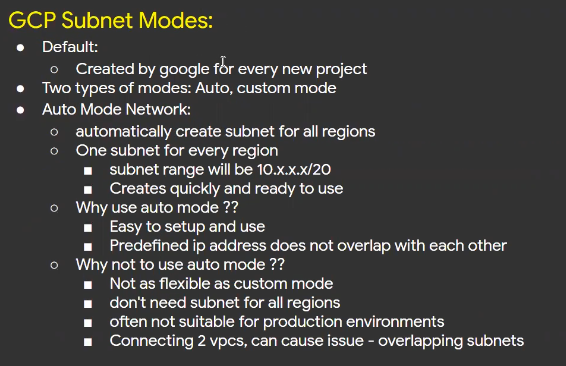 GCP Subnet Modes:
● Default:
○ Created by google for every new project
● Two types of modes: Auto, custom mode
● Auto Mode Network:
○ automatically create subnet for all regions
○ One subnet for every region
■ subnet range will be 10.x.x.x/20
■ Creates quickly and ready to use
○ Why use auto mode ??
■ Easy to setup and use
■ Predefined ip address does not overlap with each other
○ Why not to use auto mode ??
■ Not as flexible as custom mode
■ don't need subnet for all regions
■ often not suitable for production environments
■ Connecting 2 vpcs, can cause issue - overlapping subnets